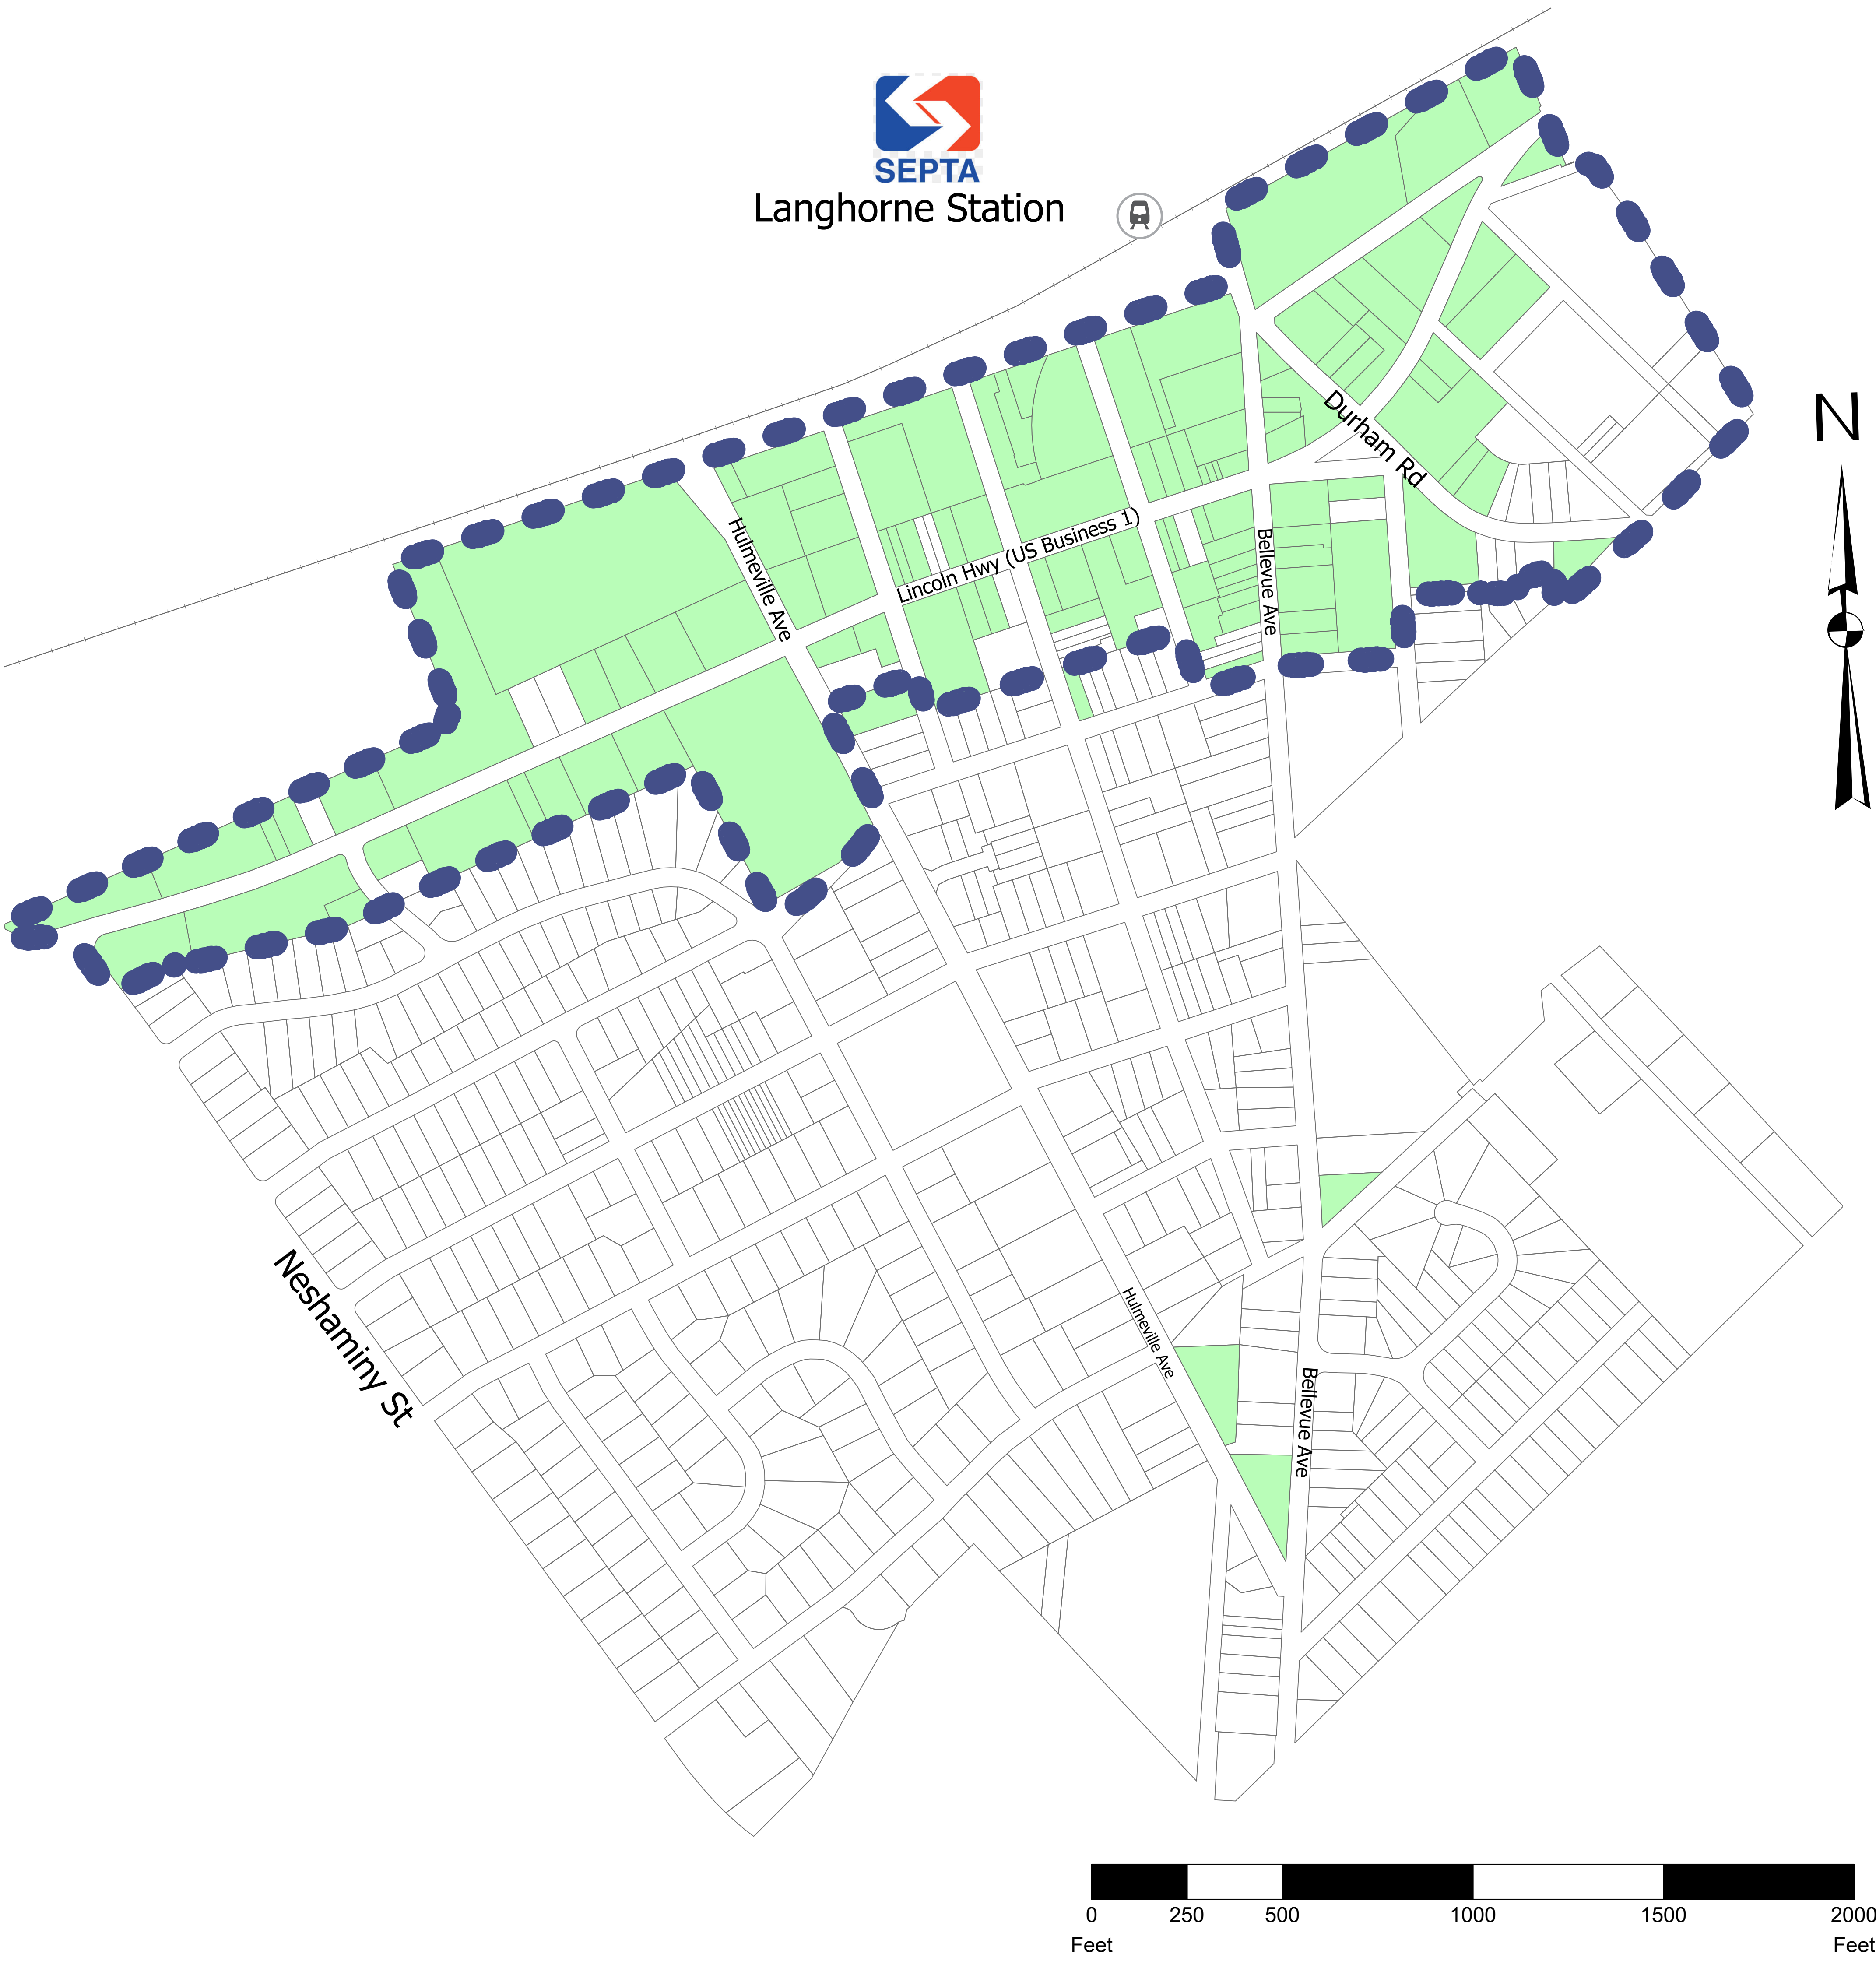 SEPTA
Langhorne Station
Durham Rd
N
Hulmeville Ave
Lincoln Hwy (US Business 1)
Bellevue Ave
Neshaminy St
Hulmeville Ave
Bellevue Ave
0 250 500 1000 1500 2000
Feet Feet